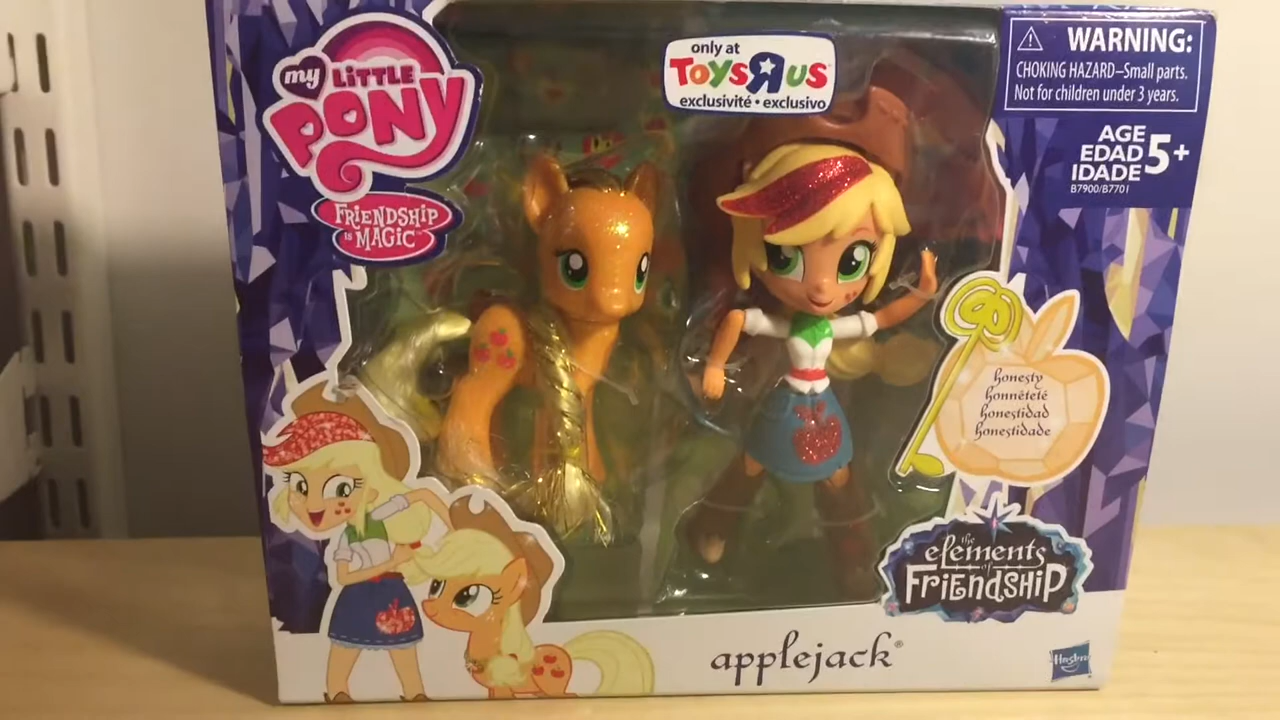 my LiTTLE
PONY
FRiENDSHiP
is MAGiC
only at
ToysRus
exclusivité • exclusivo
WARNING:
CHOKING HAZARD–Small parts.
Not for children under 3 years.
AGE
EDAD
IDADE
5+
B7900/B7701
honesty
honnêteté
honestidad
honestidade
the
elements
of
FRiENDSHiP
applejack®
Hasbro